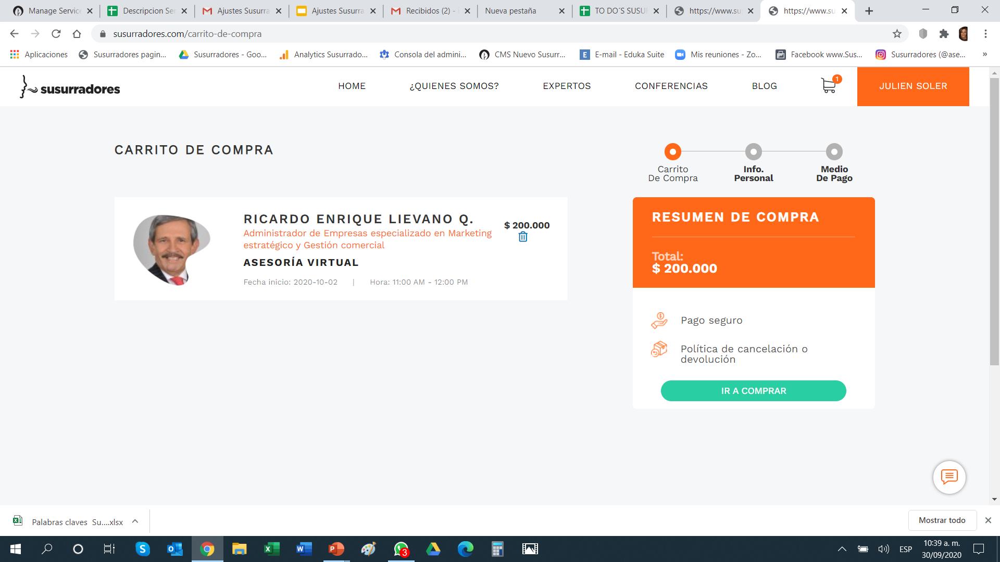 Manage Service
Descripcion Ser
Ajustes Susurra
Ajustes Susurra
Recibidos (2) -
Nueva pestaña
TO DO´S SUSU
https://www.su
https://www.su
susurradores.com/carrito-de-compra
Aplicaciones
Susurradores pagin...
Susurradores - Goo...
Analytics Susurrado...
Consola del admini...
CMS Nuevo Susurr...
E
E-mail - Eduka Suite
Mis reuniones - Zo...
Facebook www.Sus...
Susurradores (@ase...
»
susurradores
HOME
¿QUIENES SOMOS?
EXPERTOS
CONFERENCIAS
BLOG
1
JULIEN SOLER
CARRITO DE COMPRA
Carrito
De Compra
Info.
Personal
Medio
De Pago
RICARDO ENRIQUE LIEVANO Q.
Administrador de Empresas especializado en Marketing
estratégico y Gestión comercial
$ 200.000
ASESORÍA VIRTUAL
Fecha inicio: 2020-10-02 | Hora: 11:00 AM - 12:00 PM
RESUMEN DE COMPRA
Total:
$ 200.000
Pago seguro
Política de cancelación o
devolución
IR A COMPRAR
Palabras claves Su....xlsx
Mostrar todo
3
ESP
10:39 a. m.
30/09/2020